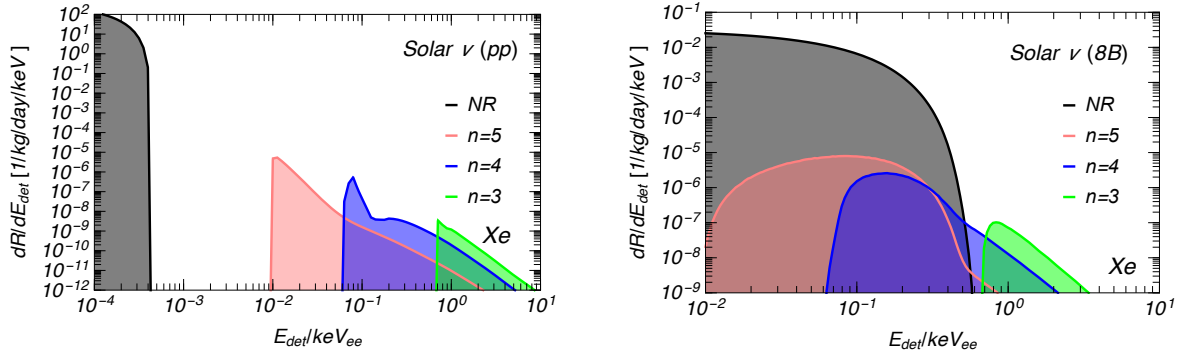 Solar ν (pp)
dR/dE_det [1/kg/day/keV]
10^2
10^1
10^0
10^-1
10^-2
10^-3
10^-4
10^-5
10^-6
10^-7
10^-8
10^-9
10^-10
10^-11
10^-12
NR
n=5
n=4
n=3
Xe
10^-4
10^-3
10^-2
10^-1
10^0
10^1
E_det/keV_ee
Solar ν (8B)
dR/dE_det [1/kg/day/keV]
10^-1
10^-2
10^-3
10^-4
10^-5
10^-6
10^-7
10^-8
10^-9
NR
n=5
n=4
n=3
Xe
10^-2
10^-1
10^0
10^1
E_det/keV_ee